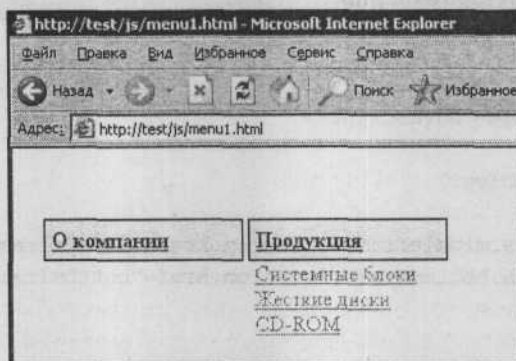 http://test/js/menu1.html - Microsoft Internet Explorer
Файл Правка Вид Избранное Сервис Справка
Назад Поиск Избранное
Адрес: http://test/js/menu1.html
О компании Продукция
Системные блоки
Жесткие диски
CD-ROM